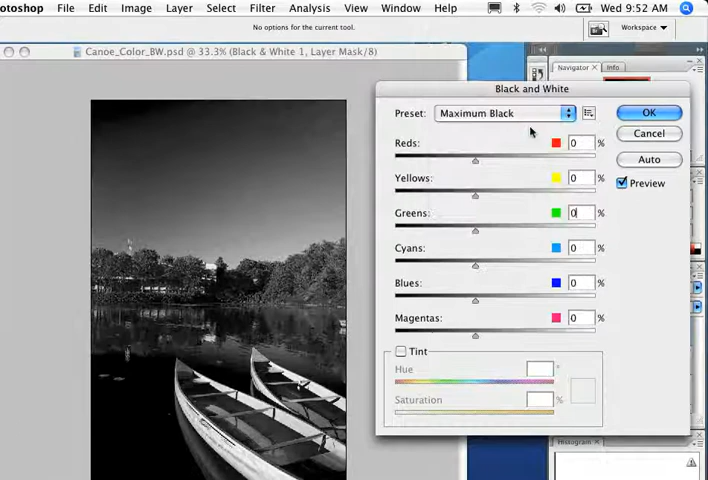 otoshop File Edit Image Layer Select Filter Analysis View Window Help Wed 9:52 AM
No options for the current tool. Workspace
Canoe_Color_BW.psd @ 33.3% (Black & White 1, Layer Mask/8)
Navigator × Info
Black and White
Preset: Maximum Black OK
Cancel
Reds: 0 %
Auto
Yellows: 0 % Preview
Greens: 0 %
Cyans: 0 %
Blues: 0 %
Magentas: 0 %
Tint
Hue °
Saturation %
Histogram ×